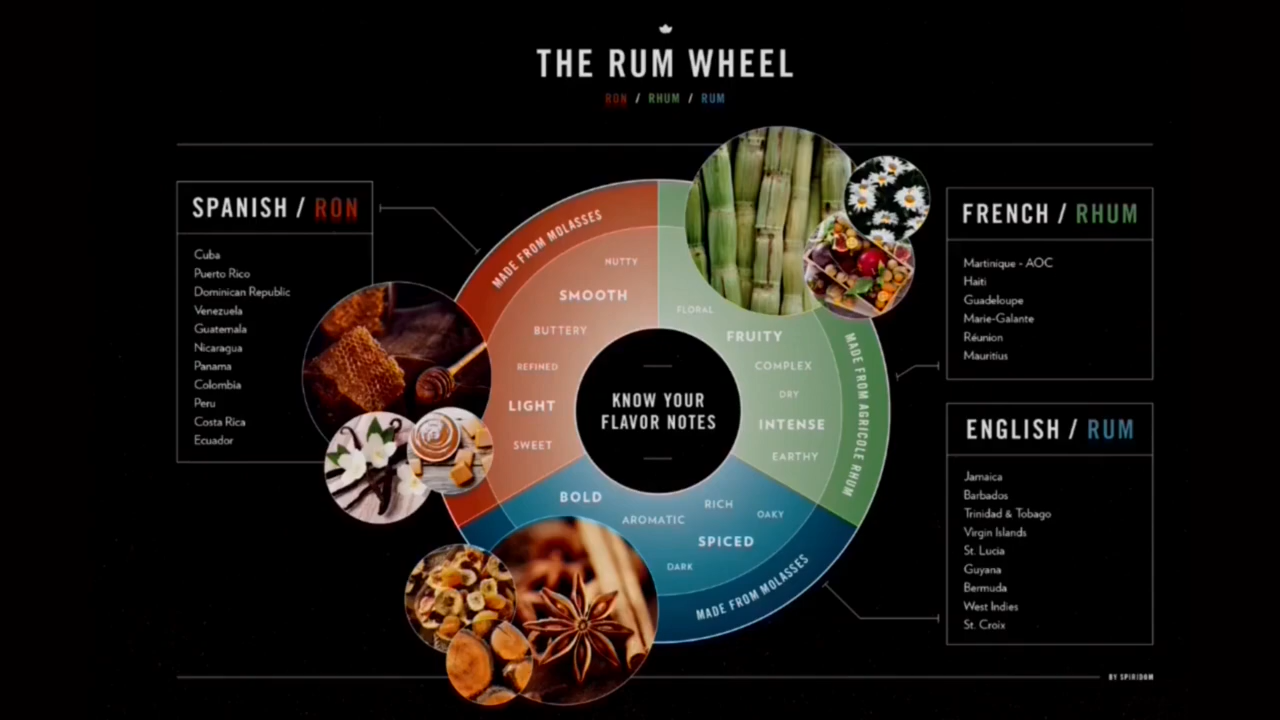 THE RUM WHEEL
RON / RHUM / RUM
SPANISH / RON
Cuba
Puerto Rico
Dominican Republic
Venezuela
Guatemala
Nicaragua
Panama
Colombia
Peru
Costa Rica
Ecuador
MADE FROM MOLASSES
NUTTY
SMOOTH
BUTTERY
REFINED
LIGHT
SWEET
KNOW YOUR
FLAVOR NOTES
FLORAL
FRUITY
COMPLEX
DRY
INTENSE
EARTHY
MADE FROM AGRICOLE RHUM
BOLD
RICH
AROMATIC
OAKY
SPICED
DARK
MADE FROM MOLASSES
FRENCH / RHUM
Martinique - AOC
Haiti
Guadeloupe
Marie-Galante
Réunion
Mauritius
ENGLISH / RUM
Jamaica
Barbados
Trinidad & Tobago
Virgin Islands
St. Lucia
Guyana
Bermuda
West Indies
St. Croix
BY SPIRIDOM